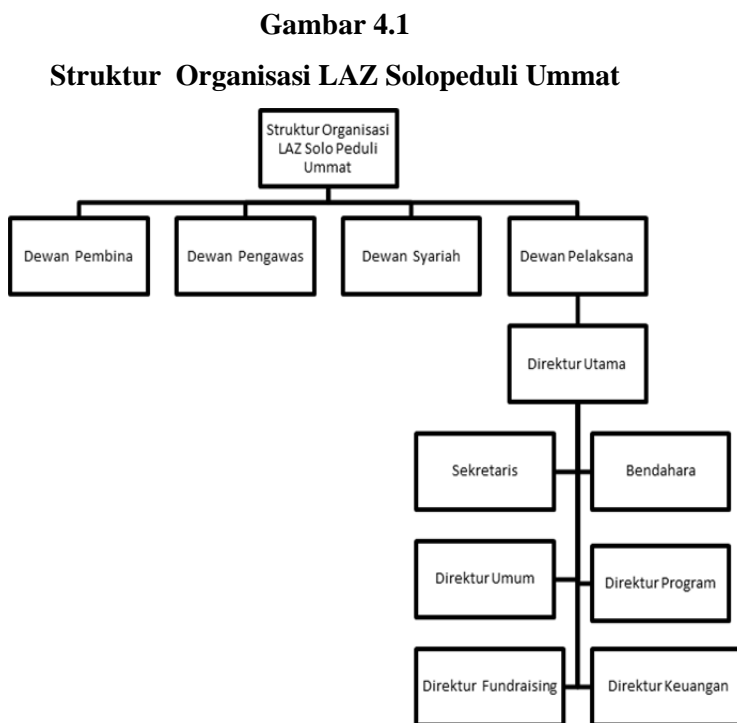 Gambar 4.1
Struktur Organisasi LAZ Solopeduli Ummat
Struktur Organisasi
LAZ Solo Peduli
Ummat
Dewan Pembina
Dewan Pengawas
Dewan Syariah
Dewan Pelaksana
Direktur Utama
Sekretaris
Bendahara
Direktur Umum
Direktur Program
Direktur Fundraising
Direktur Keuangan